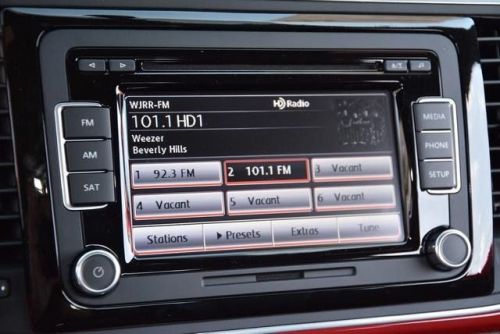 WJRR-FM
HD Radio
101.1 HD1
Weezer
Beverly Hills
FM
AM
SAT
MEDIA
PHONE
SETUP
1 92.3 FM
2 101.1 FM
3 Vacant
4 Vacant
5 Vacant
6 Vacant
Stations
Presets
Extras
Tune